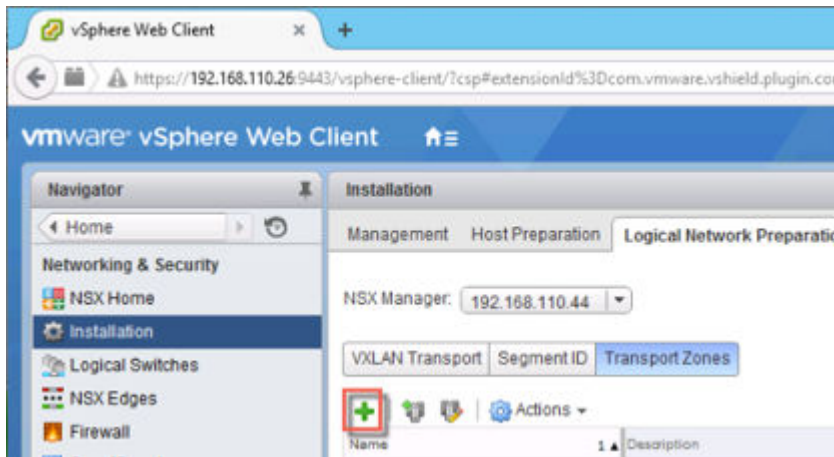 vSphere Web Client
https://192.168.110.26:9443/vsphere-client/?csp#extensionId%3Dcom.vmware.vshield.plugin.co
vmware® vSphere Web Client
Navigator
Home
Networking & Security
NSX Home
Installation
Logical Switches
NSX Edges
Firewall
Installation
Management Host Preparation Logical Network Preparatio
NSX Manager: 192.168.110.44
VXLAN Transport Segment ID Transport Zones
Actions
Name 1 Description